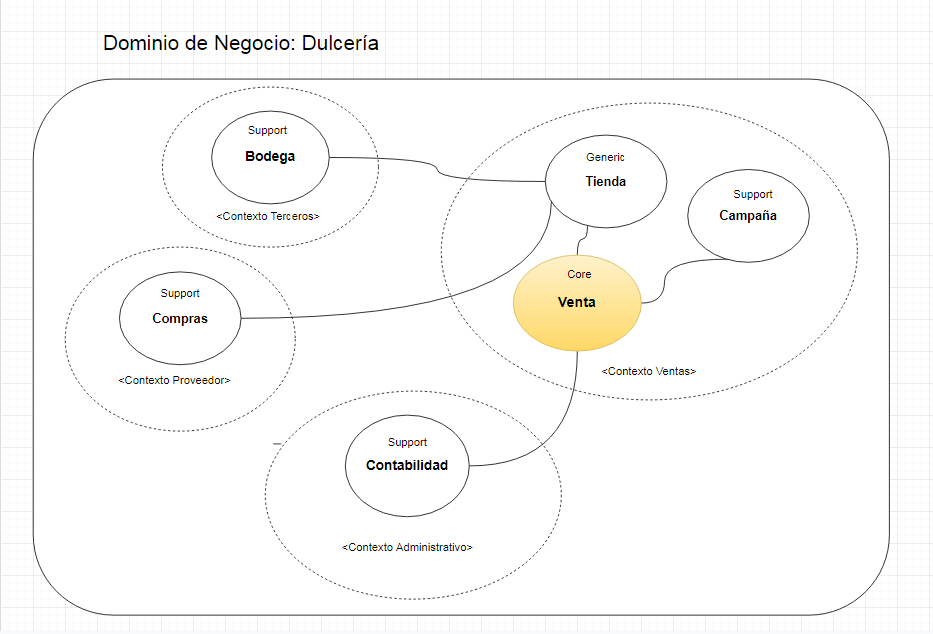 Dominio de Negocio: Dulcería
Support
Bodega
<Contexto Terceros>
Generic
Tienda
Support
Campaña
Core
Venta
<Contexto Ventas>
Support
Compras
<Contexto Proveedor>
Support
Contabilidad
<Contexto Administrativo>